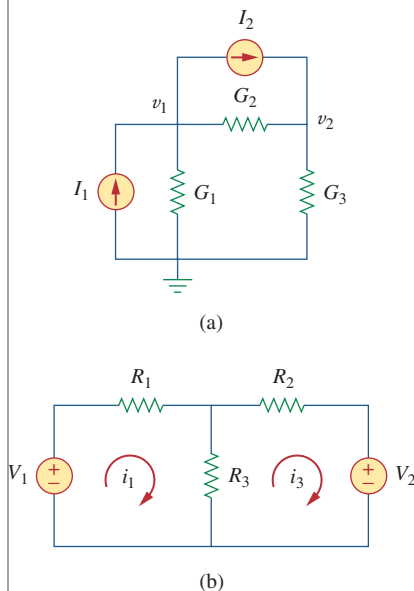 I₂
v₁
G₂
v₂
I₁
G₁
G₃
(a)
R₁
R₂
V₁
+
−
i₁
R₃
i₃
+
−
V₂
(b)